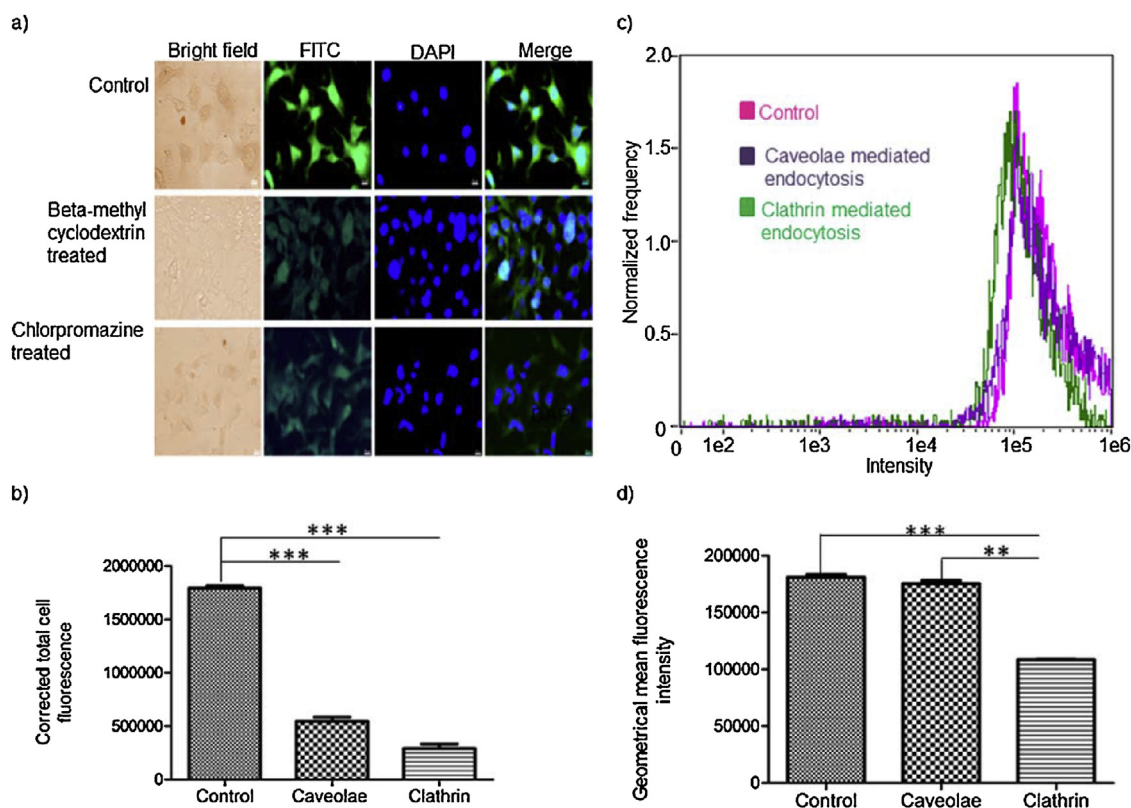 a)
Bright field FITC DAPI Merge
Control
Beta-methyl
cyclodextrin
treated
Chlorpromazine
treated
b)
Corrected total cell
fluorescence
2000000
1500000
1000000
500000
0
***
***
Control Caveolae Clathrin
c)
Normalized frequency
2.0
1.5
1.0
0.5
0
Control
Caveolae mediated
endocytosis
Clathrin mediated
endocytosis
0 1e2 1e3 1e4 1e5 1e6
Intensity
d)
Geometrical mean fluorescence
intensity
200000
150000
100000
50000
0
***
**
Control Caveolae Clathrin